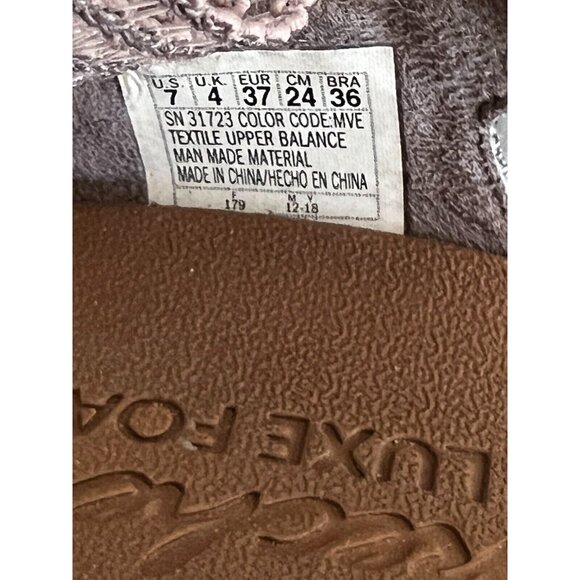 U.S. U.K. EUR CM BRA
7 4 37 24 36
SN 31723 COLOR CODE:MVE
TEXTILE UPPER BALANCE
MAN MADE MATERIAL
MADE IN CHINA/HECHO EN CHINA
F M Y
179 12-18
LUXE FOA